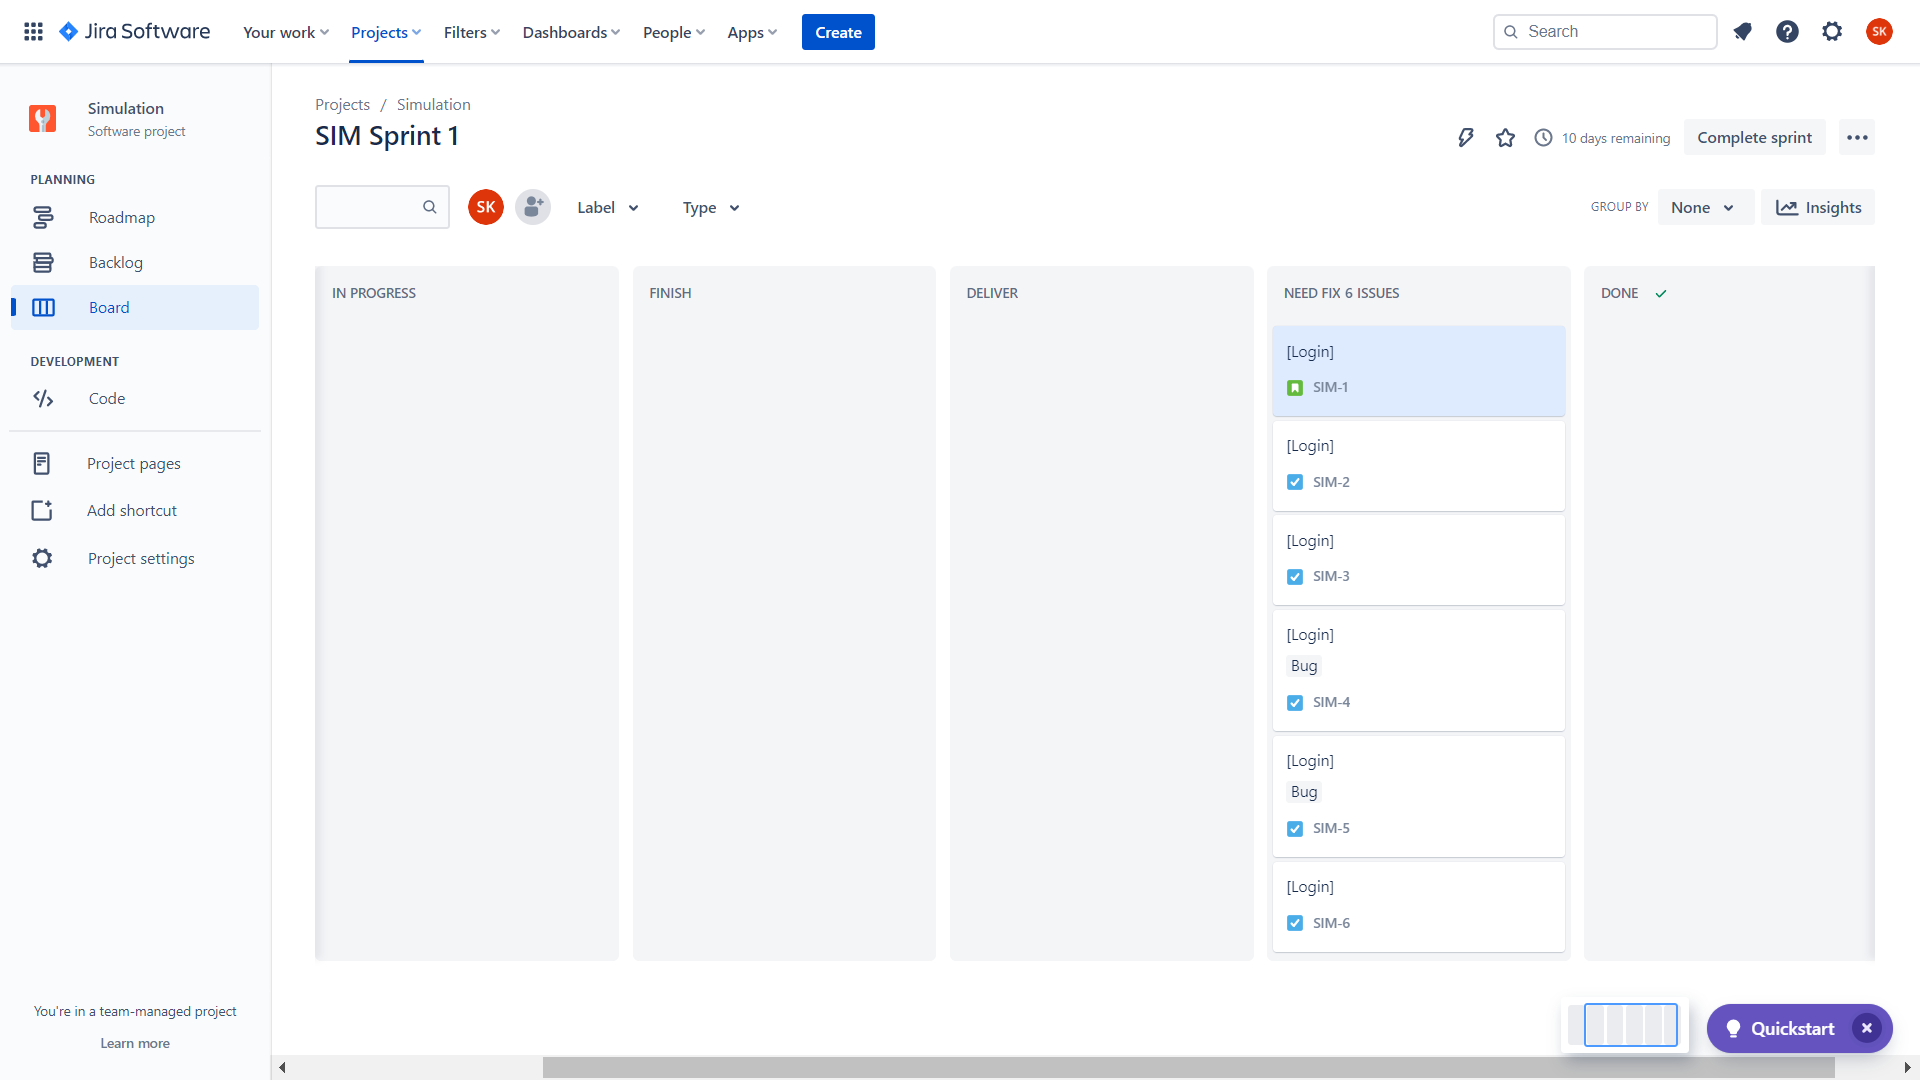 Jira Software
Your work
Projects
Filters
Dashboards
People
Apps
Create
Search
SK
Simulation
Software project
PLANNING
Roadmap
Backlog
Board
DEVELOPMENT
Code
Project pages
Add shortcut
Project settings
You're in a team-managed project
Learn more
Projects / Simulation
SIM Sprint 1
10 days remaining
Complete sprint
SK
Label
Type
GROUP BY
None
Insights
IN PROGRESS
FINISH
DELIVER
NEED FIX 6 ISSUES
[Login]
SIM-1
[Login]
SIM-2
[Login]
SIM-3
[Login]
Bug
SIM-4
[Login]
Bug
SIM-5
[Login]
SIM-6
DONE
Quickstart